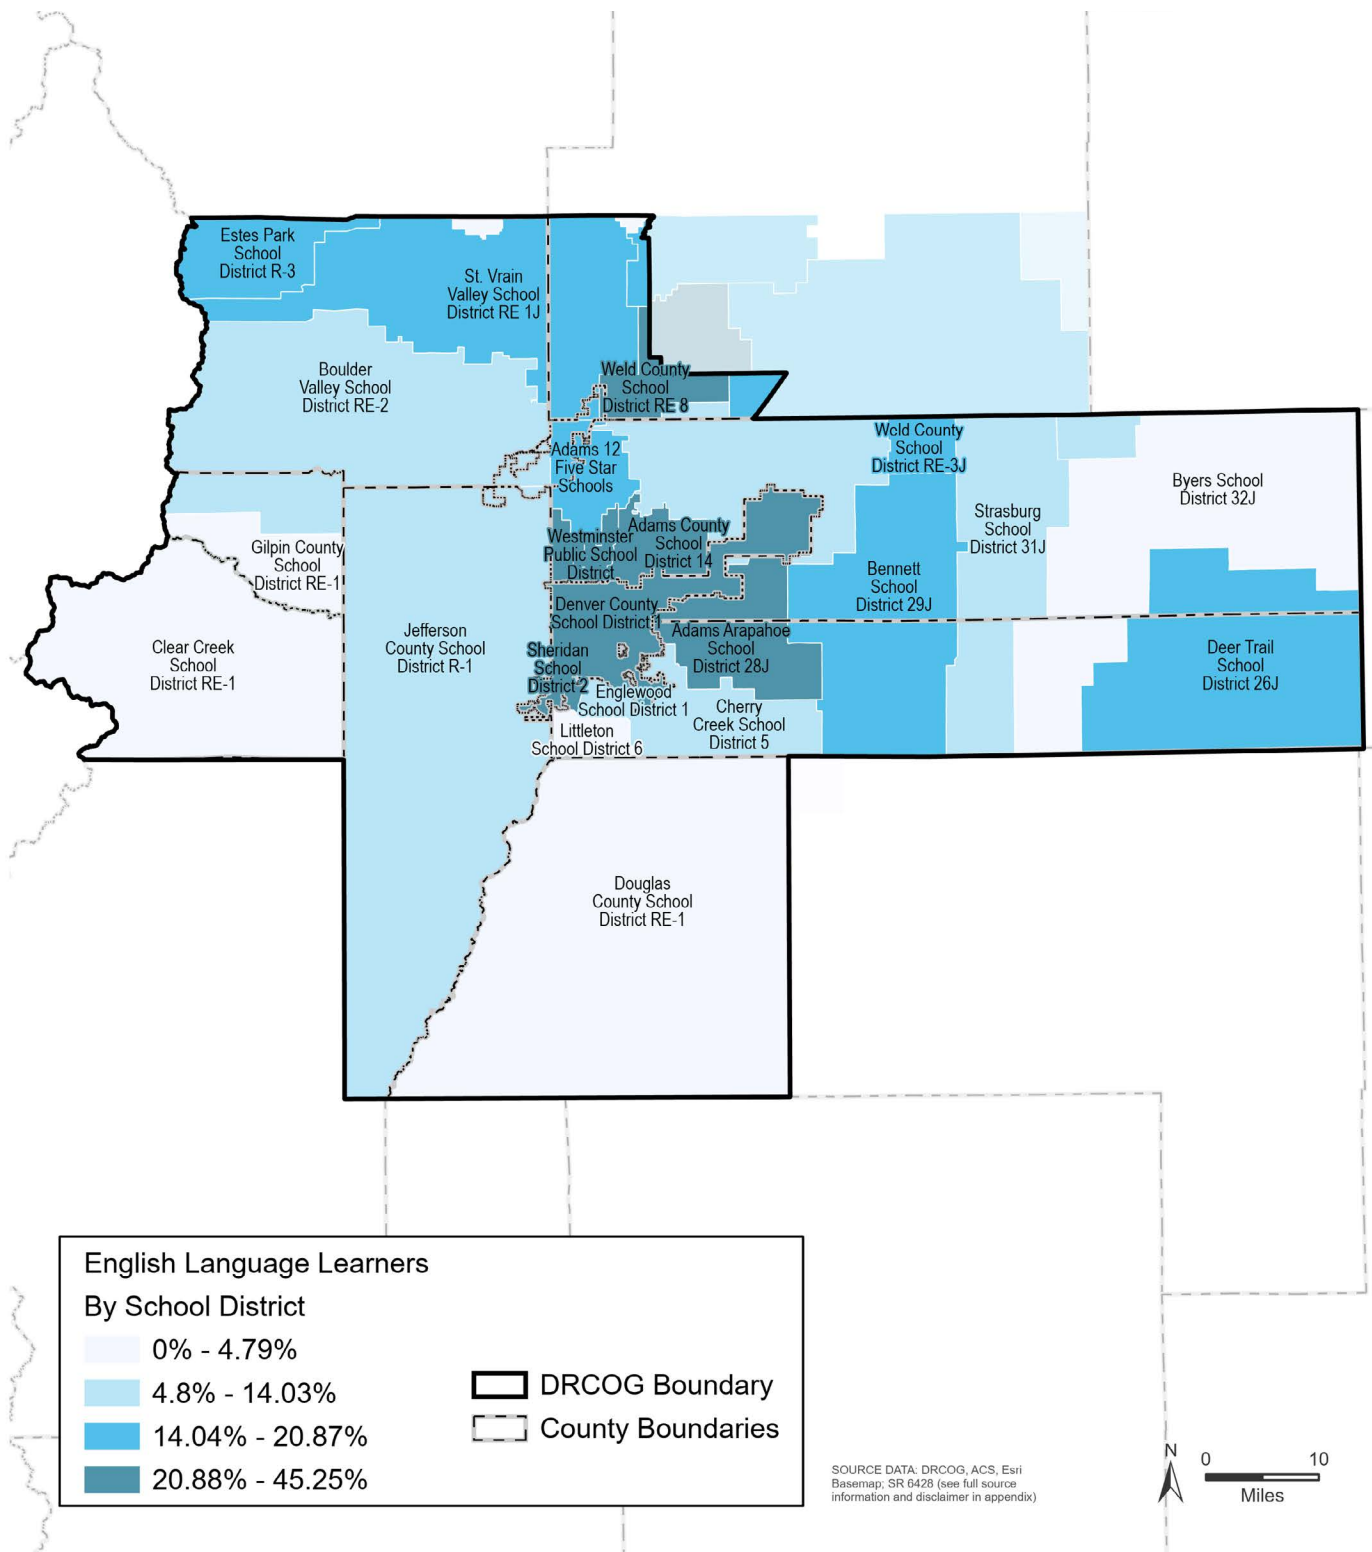 Estes Park
School
District R-3
St. Vrain
Valley School
District RE 1J
Boulder
Valley School
District RE-2
Weld County
School
District RE 8
Adams 12
Five Star
Schools
Weld County
School
District RE-3J
Byers School
District 32J
Strasburg
School
District 31J
Gilpin County
School
District RE-1
Westminster
Public School
District
Adams County
School
District 14
Bennett
School
District 29J
Clear Creek
School
District RE-1
Jefferson
County School
District R-1
Denver County
School District 1
Sheridan
School
District 2
Adams Arapahoe
School
District 28J
Deer Trail
School
District 26J
Englewood
School District 1
Littleton
School District 6
Cherry
Creek School
District 5
Douglas
County School
District RE-1
English Language Learners
By School District
0% - 4.79%
4.8% - 14.03%
14.04% - 20.87%
20.88% - 45.25%
DRCOG Boundary
County Boundaries
SOURCE DATA: DRCOG, ACS, Esri
Basemap; SR 6428 (see full source
information and disclaimer in appendix)
N
0 10
Miles